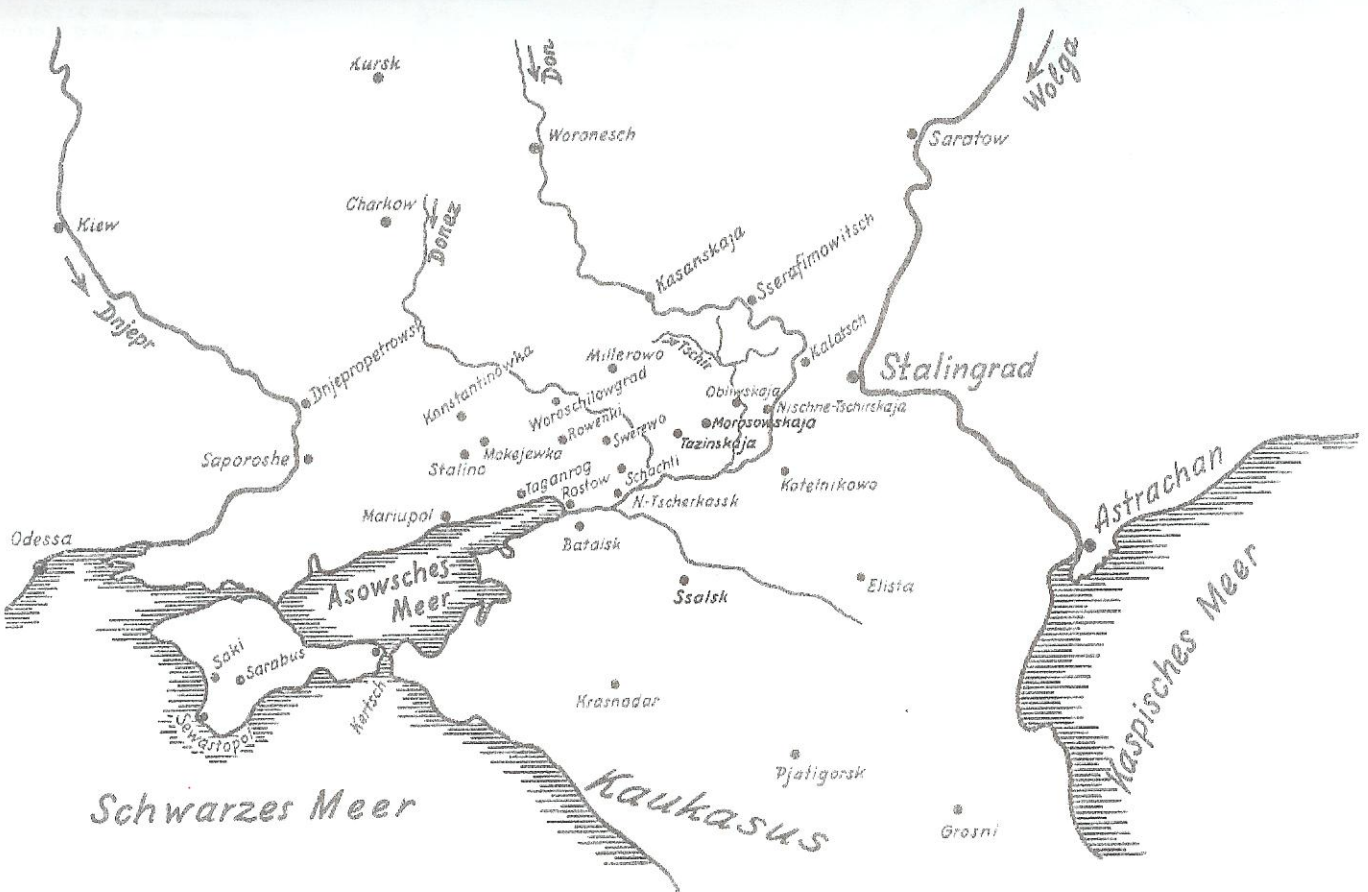 Kursk
Don
Wolga
Woronesch
Saratow
Charkow
Donez
Kiew
Kasanskaja
Sserafimowitsch
Dnjepr
Dnjepropetrowsk
Kalatsch
Tschir
Millerowo
Stalingrad
Konstantinowka
Woroschilowgrad
Obliwskaja
Nischne-Tschirskaja
Rowenki
Swerewo
Morosowskaja
Tazinskaja
Saporoshe
Makejewka
Stalino
Taganrog
Rostow
Schachti
Kotelnikowo
N-Tscherkassk
Astrachan
Mariupol
Bataisk
Odessa
Asowsches
Meer
Ssalsk
Elista
Saki
Sarabus
Kertsch
Krasnodar
Sewastopol
Kaspisches Meer
Pjatigorsk
Schwarzes Meer
Kaukasus
Grosni